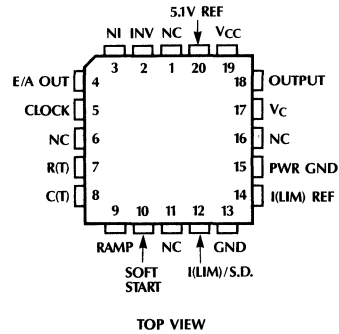 5.1V REF
NI INV NC VCC
3 2 1 20 19
E/A OUT 4 18 OUTPUT
CLOCK 5 17 VC
NC 6 16 NC
R(T) 7 15 PWR GND
C(T) 8 14 I(LIM) REF
9 10 11 12 13
RAMP NC GND
SOFT I(LIM)/S.D.
START
TOP VIEW